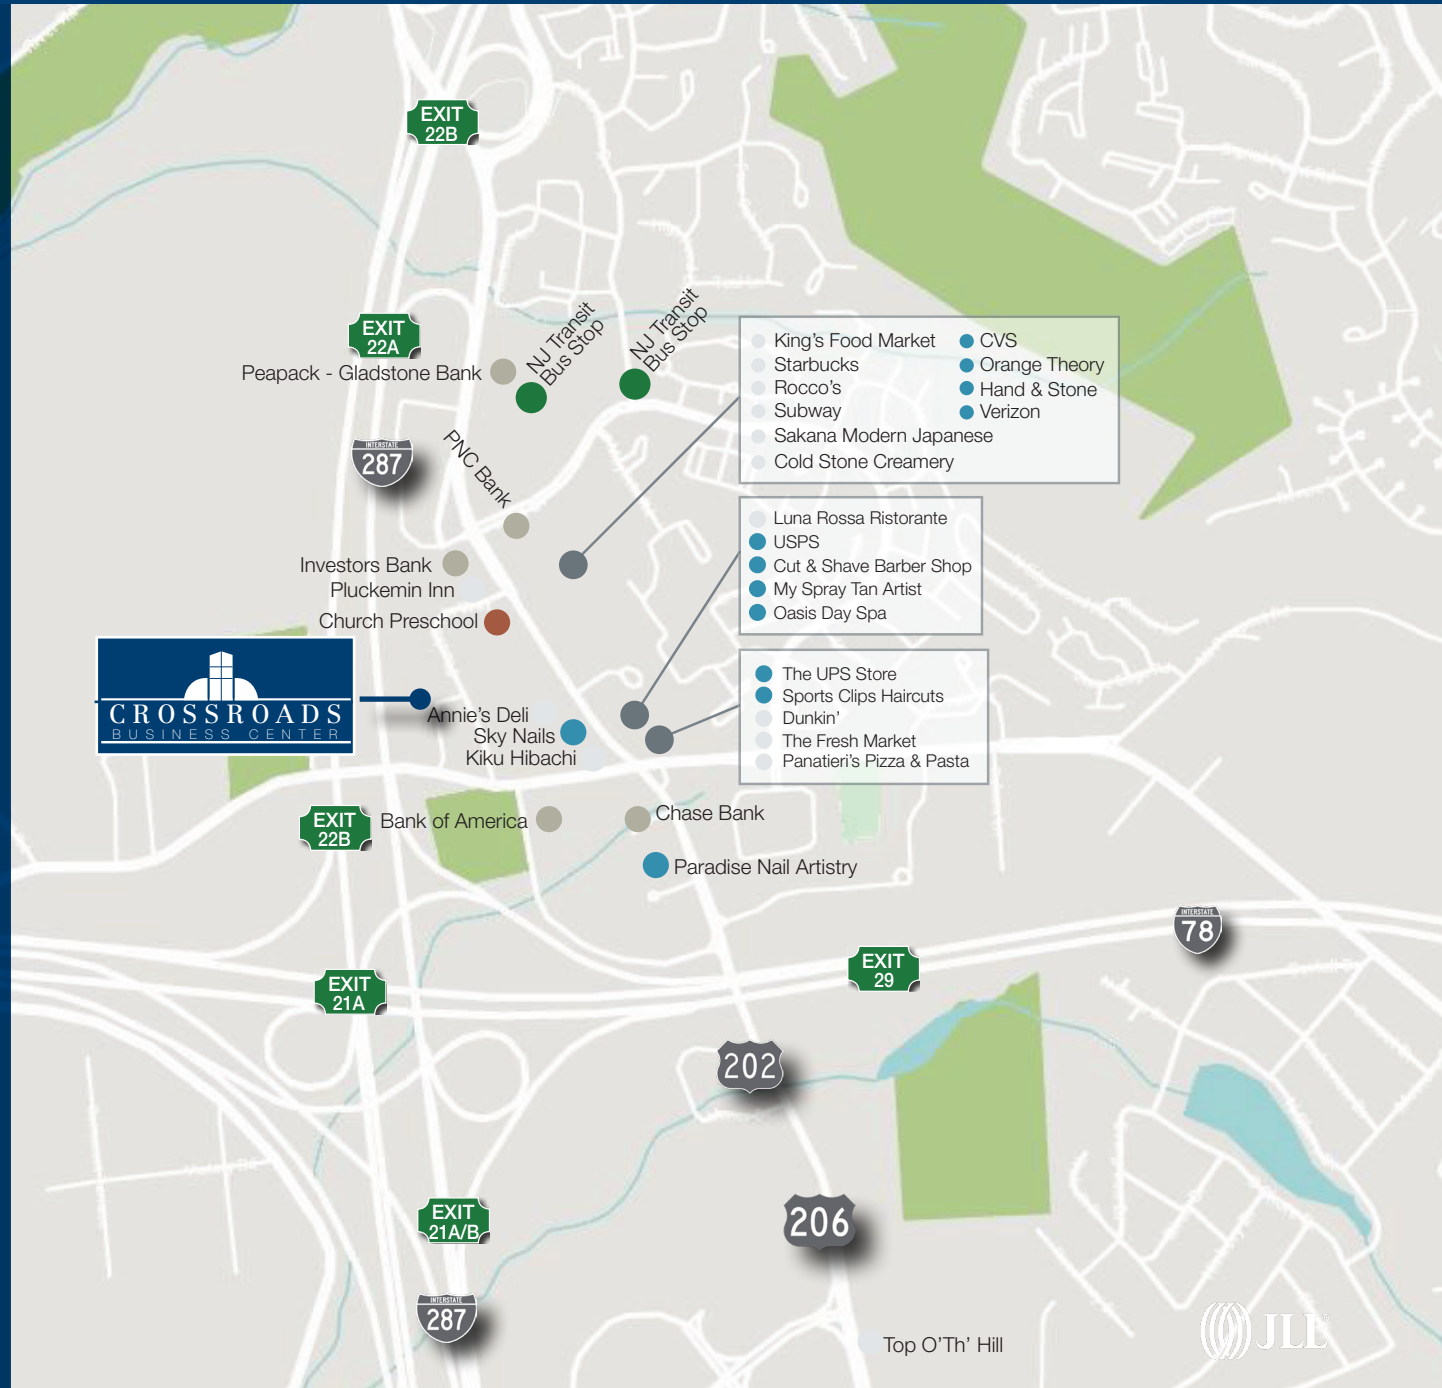 EXIT
22B
EXIT
22A
NJ Transit
Bus Stop
NJ Transit
Bus Stop
Peapack - Gladstone Bank
INTERSTATE
287
PNC Bank
King's Food Market
Starbucks
Rocco's
Subway
Sakana Modern Japanese
Cold Stone Creamery
CVS
Orange Theory
Hand & Stone
Verizon
Luna Rossa Ristorante
USPS
Cut & Shave Barber Shop
My Spray Tan Artist
Oasis Day Spa
Investors Bank
Pluckemin Inn
Church Preschool
CROSSROADS
BUSINESS CENTER
Annie's Deli
Sky Nails
Kiku Hibachi
The UPS Store
Sports Clips Haircuts
Dunkin'
The Fresh Market
Panatieri's Pizza & Pasta
EXIT
22B
Bank of America
Chase Bank
Paradise Nail Artistry
INTERSTATE
78
EXIT
29
EXIT
21A
202
206
EXIT
21A/B
INTERSTATE
287
Top O'Th' Hill
JLL